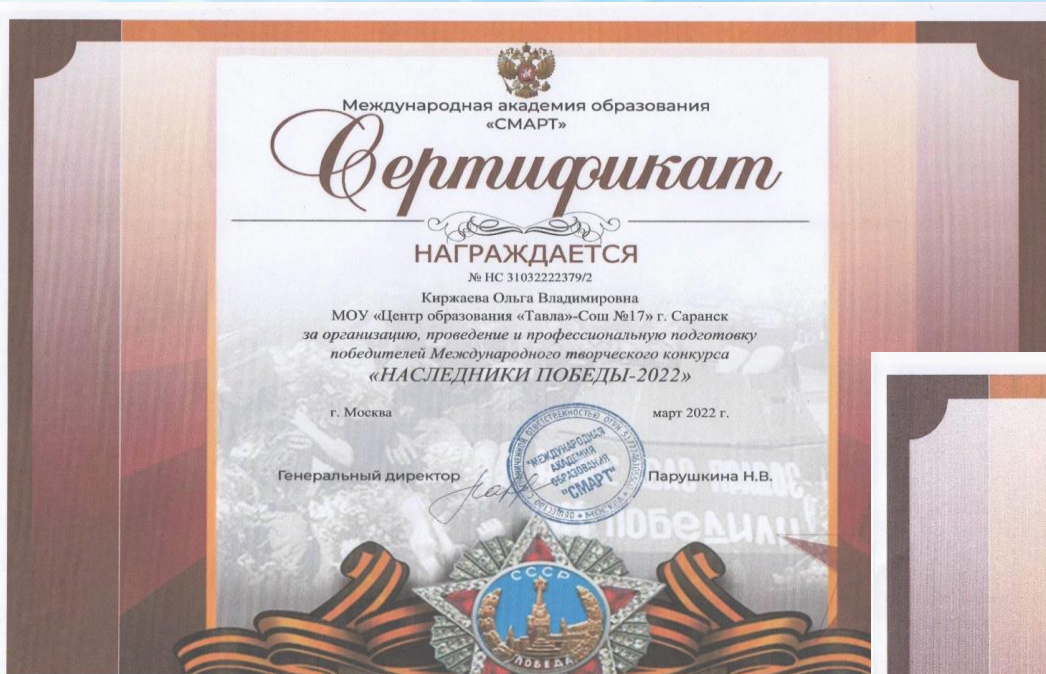 Международная академия образования
«СМАРТ»
Сертификат
НАГРАЖДАЕТСЯ
№ НС 31032222379/2
Киржаева Ольга Владимировна
МОУ «Центр образования «Тавла»-Сош №17» г. Саранск
за организацию, проведение и профессиональную подготовку
победителей Международного творческого конкурса
«НАСЛЕДНИКИ ПОБЕДЫ-2022»
г. Москва
март 2022 г.
Генеральный директор
Парушкина Н.В.
"МЕЖДУНАРОДНАЯ
АКАДЕМИЯ
ОБРАЗОВАНИЯ
"СМАРТ"
МОСКВА
победили!
СССР
ПОБЕДА